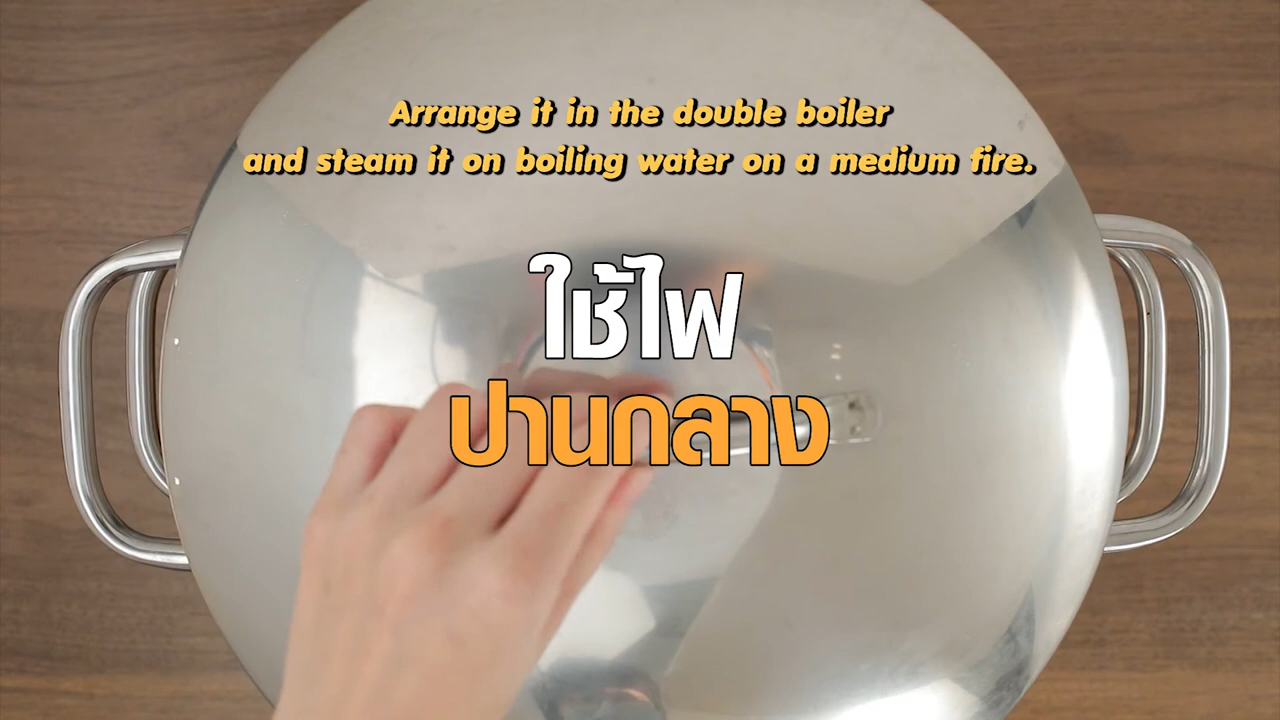 Arrange it in the double boiler
and steam it on boiling water on a medium fire.
ใช้ไฟ
ปานกลาง